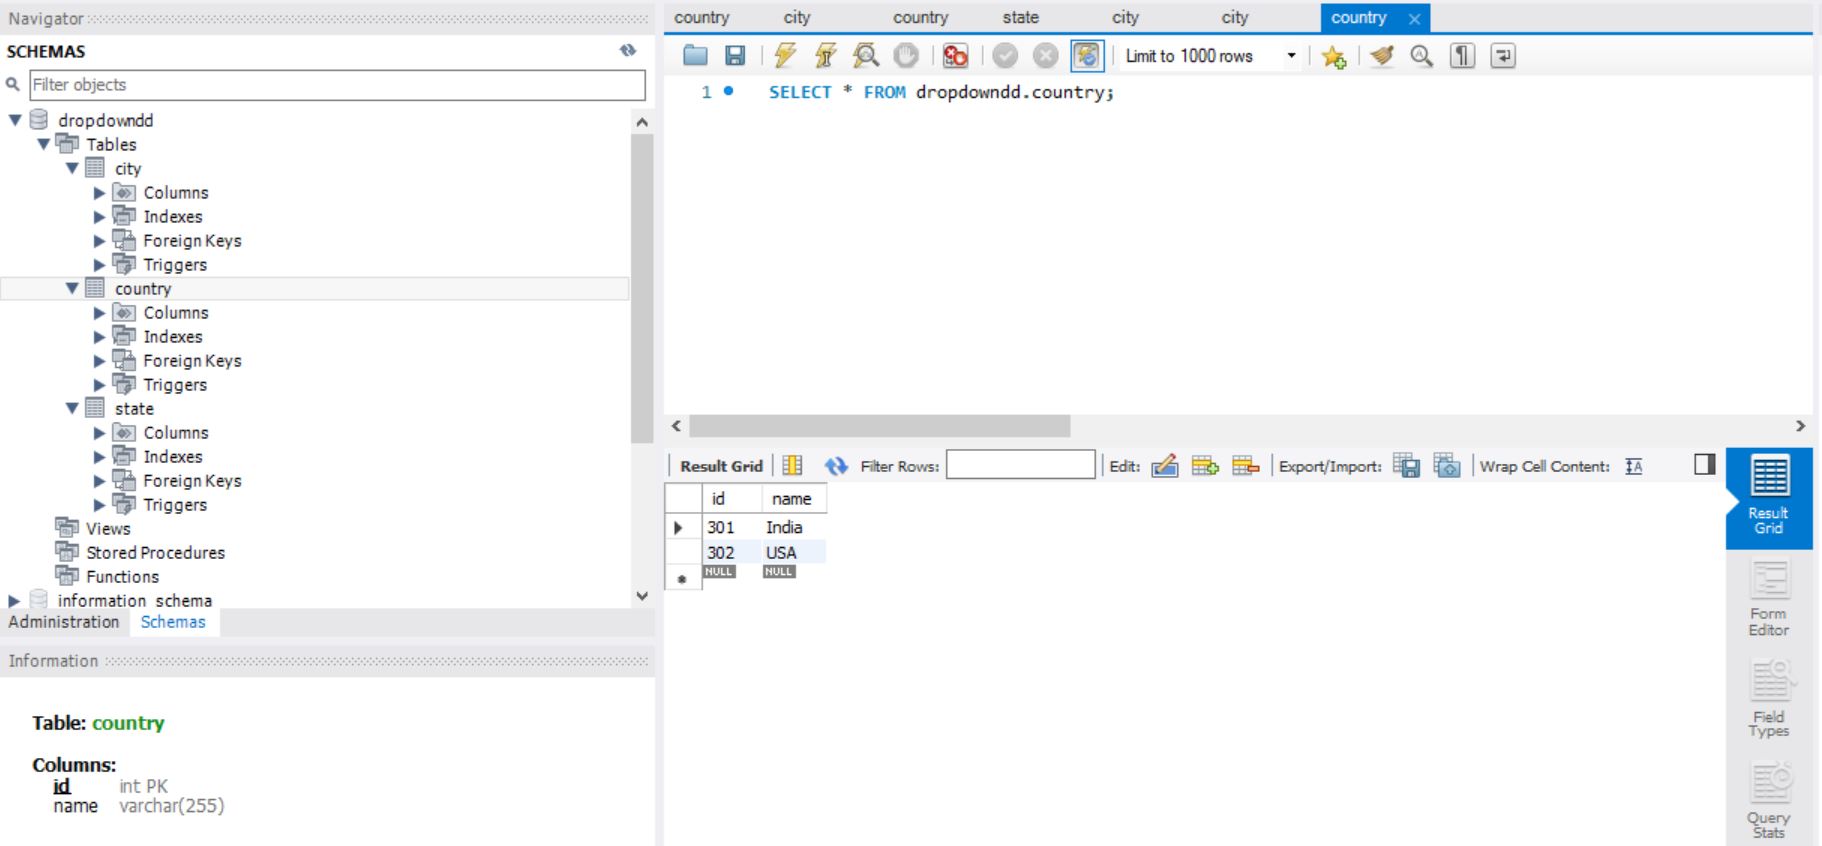 Navigator
SCHEMAS
Filter objects
dropdowndd
Tables
city
Columns
Indexes
Foreign Keys
Triggers
country
Columns
Indexes
Foreign Keys
Triggers
state
Columns
Indexes
Foreign Keys
Triggers
Views
Stored Procedures
Functions
information_schema
Administration Schemas
Information
Table: country
Columns:
id int PK
name varchar(255)
country city country state city city country
Limit to 1000 rows
1 SELECT * FROM dropdowndd.country;
Result Grid Filter Rows: Edit: Export/Import: Wrap Cell Content:
id name
301 India
302 USA
NULL NULL
Result
Grid
Form
Editor
Field
Types
Query
Stats